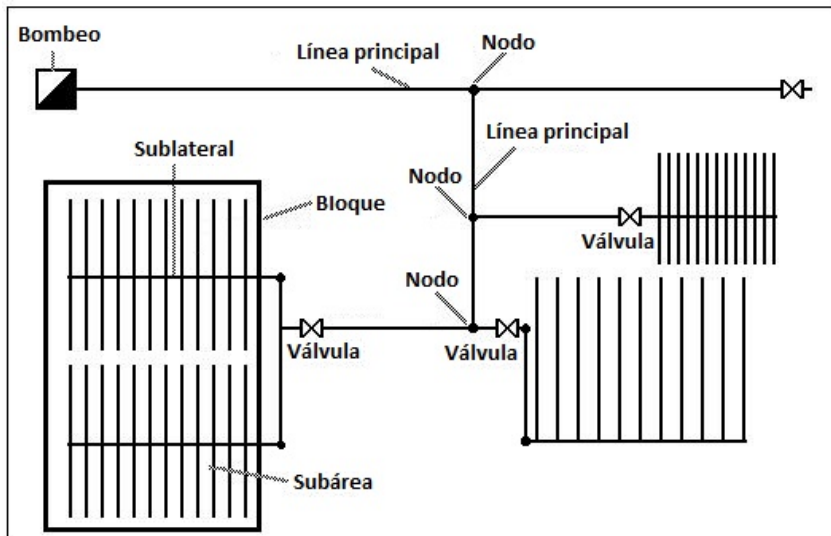 Bombeo
Línea principal
Nodo
Línea principal
Sublateral
Nodo
Bloque
Válvula
Nodo
Válvula
Válvula
Subárea